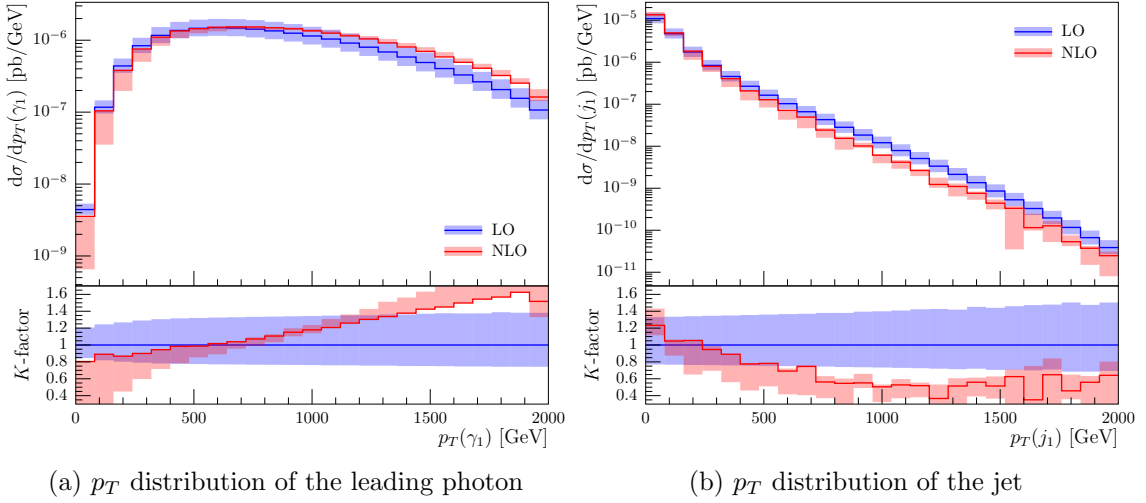 dσ/dp_T(γ₁) [pb/GeV]
10⁻⁶
10⁻⁷
10⁻⁸
10⁻⁹
LO
NLO
K-factor
1.6
1.4
1.2
1
0.8
0.6
0.4
0
500
1000
1500
2000
p_T(γ₁) [GeV]
(a) p_T distribution of the leading photon
dσ/dp_T(j₁) [pb/GeV]
10⁻⁵
10⁻⁶
10⁻⁷
10⁻⁸
10⁻⁹
10⁻¹⁰
10⁻¹¹
LO
NLO
K-factor
1.6
1.4
1.2
1
0.8
0.6
0.4
0
500
1000
1500
2000
p_T(j₁) [GeV]
(b) p_T distribution of the jet